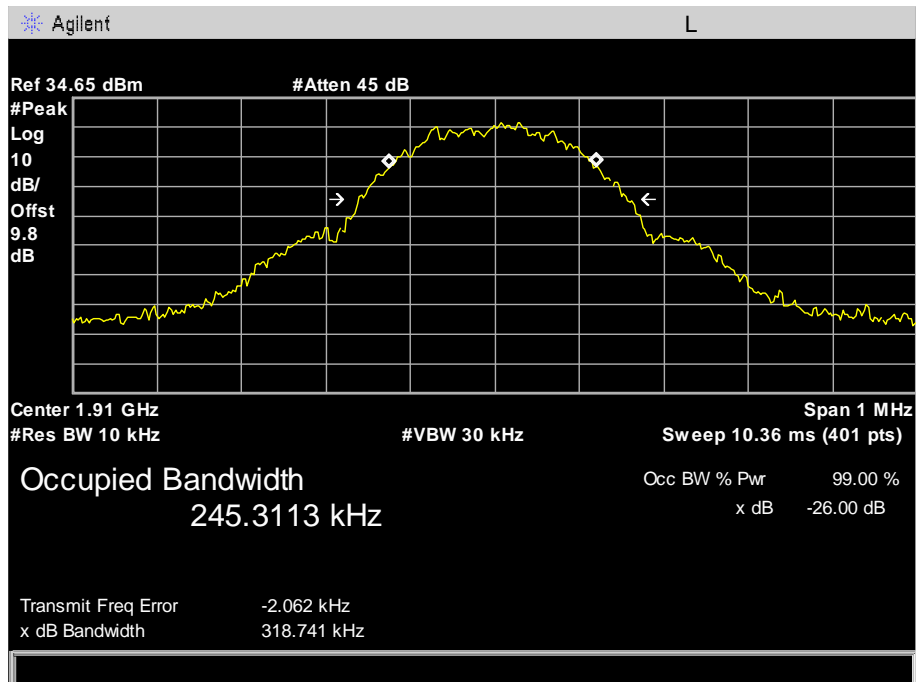 Agilent L
Ref 34.65 dBm #Atten 45 dB
#Peak
Log
10
dB/
Offst
9.8
dB
Center 1.91 GHz Span 1 MHz
#Res BW 10 kHz #VBW 30 kHz Sweep 10.36 ms (401 pts)
Occupied Bandwidth Occ BW % Pwr 99.00 %
245.3113 kHz x dB -26.00 dB
Transmit Freq Error -2.062 kHz
x dB Bandwidth 318.741 kHz